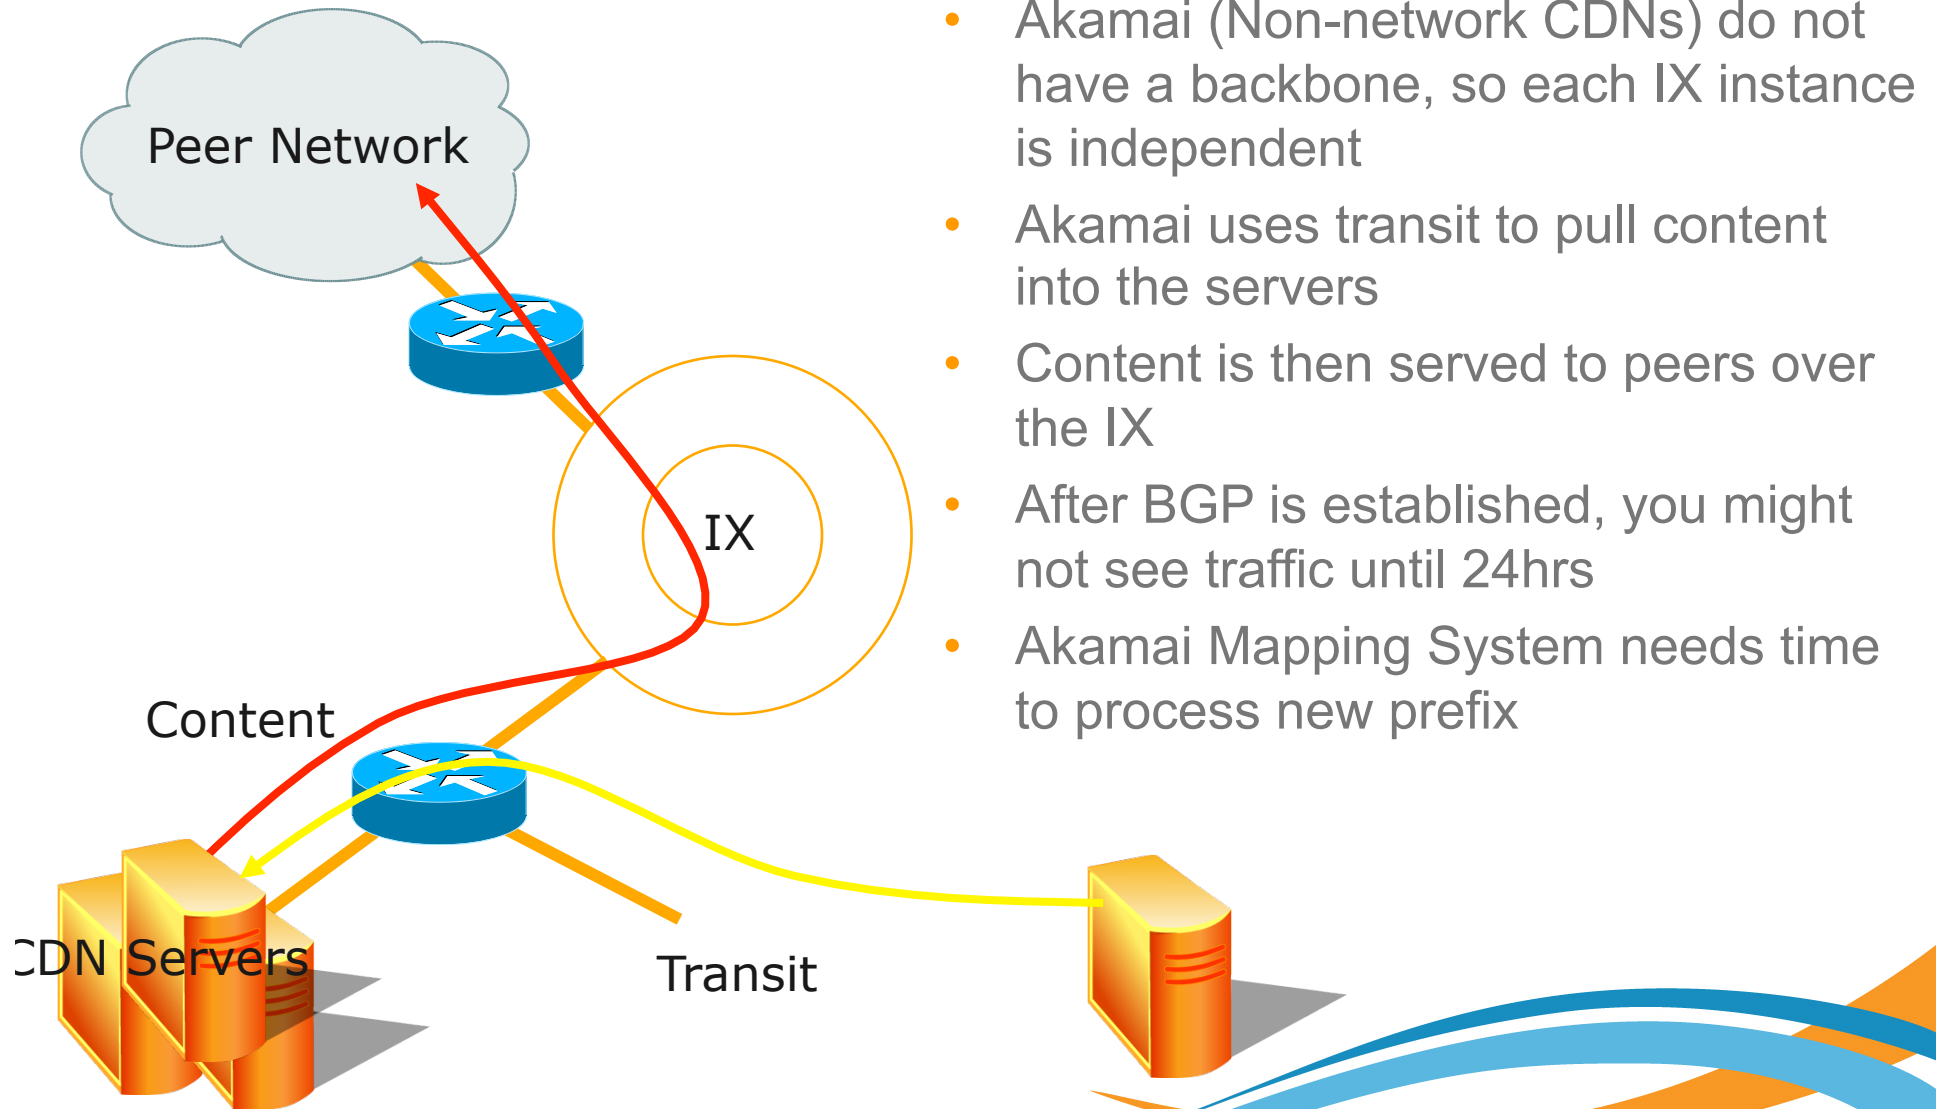 Peer Network
IX
Content
CDN Servers
Transit
• Akamai (Non-network CDNs) do not
have a backbone, so each IX instance
is independent
• Akamai uses transit to pull content
into the servers
• Content is then served to peers over
the IX
• After BGP is established, you might
not see traffic until 24hrs
• Akamai Mapping System needs time
to process new prefix